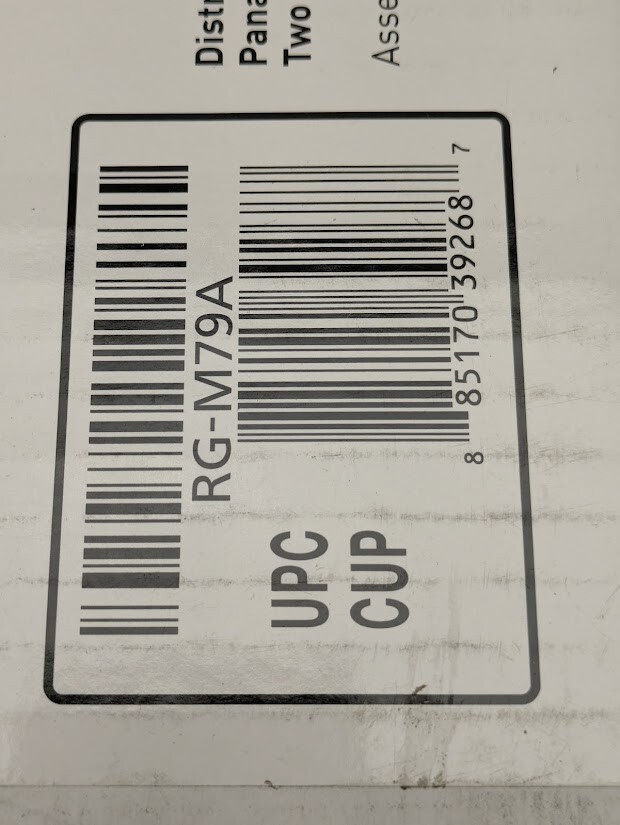 Distr
Pana
Two
Asse
RG-M79A
UPC
CUP
8 85170 39268 7